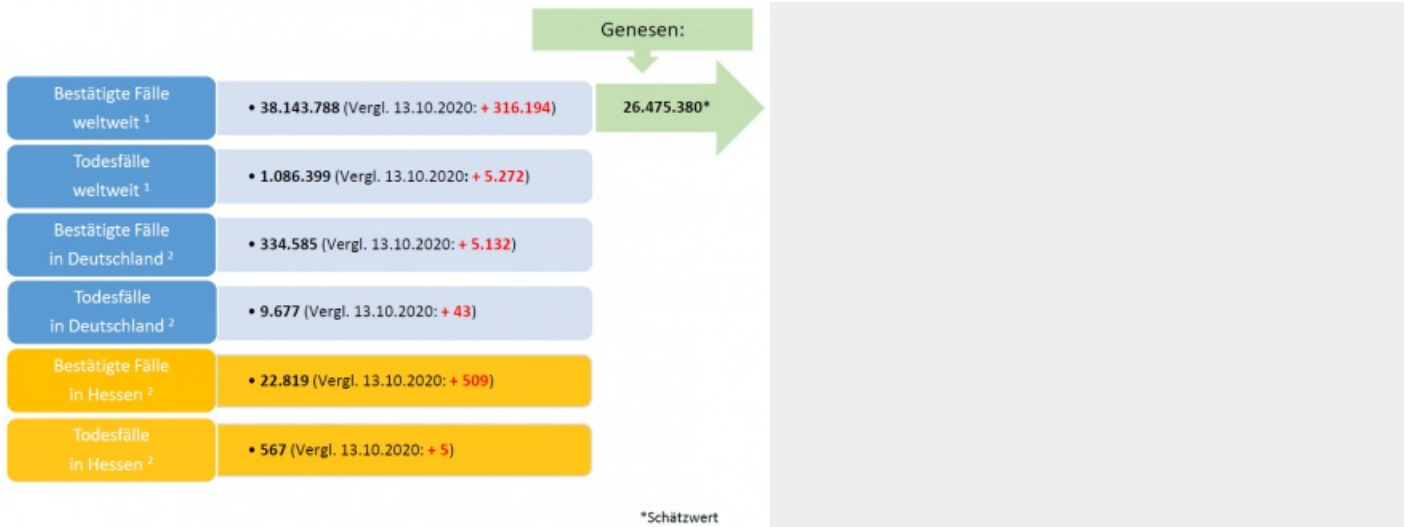 Genesen:
Bestätigte Fälle
weltweit ¹
• 38.143.788 (Vergl. 13.10.2020: + 316.194)
26.475.380*
Todesfälle
weltweit ¹
• 1.086.399 (Vergl. 13.10.2020: + 5.272)
Bestätigte Fälle
in Deutschland ²
• 334.585 (Vergl. 13.10.2020: + 5.132)
Todesfälle
in Deutschland ²
• 9.677 (Vergl. 13.10.2020: + 43)
Bestätigte Fälle
in Hessen ²
• 22.819 (Vergl. 13.10.2020: + 509)
Todesfälle
in Hessen ²
• 567 (Vergl. 13.10.2020: + 5)
*Schätzwert